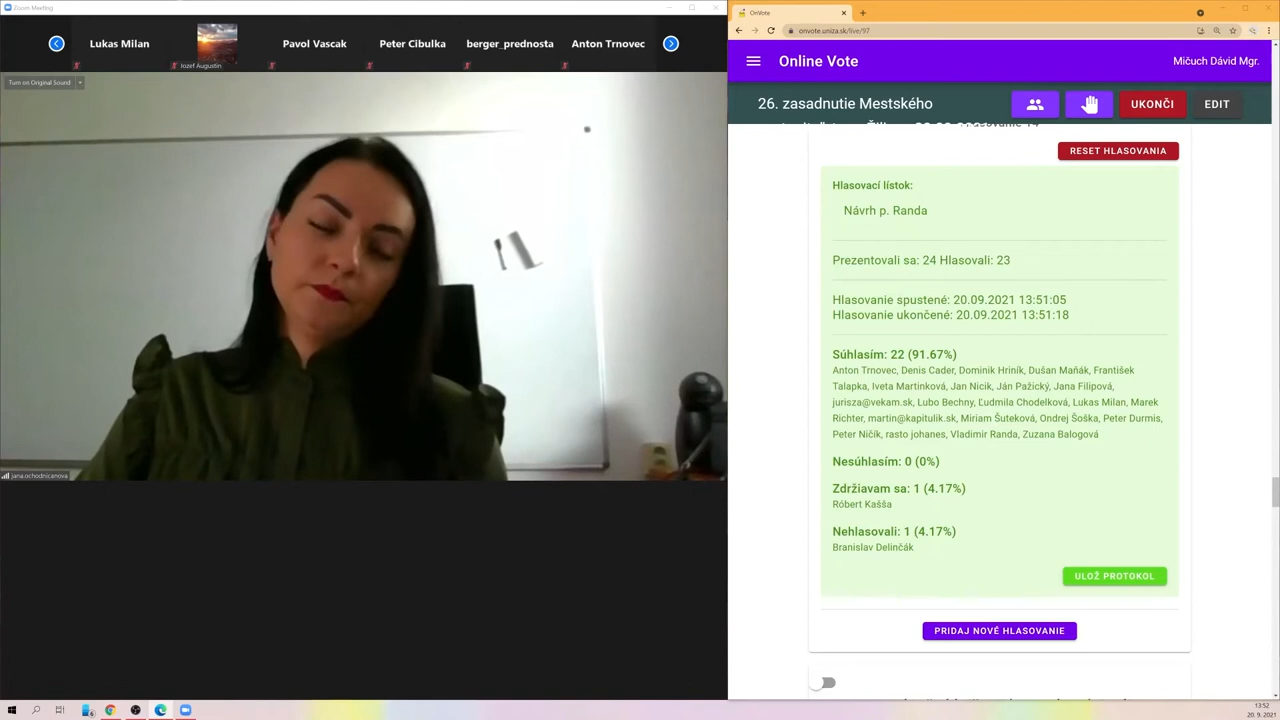 Zoom Meeting
Lukas Milan
Jozef Augustin
Pavol Vascak
Peter Cibulka
berger_prednosta
Anton Trnovec
Turn on Original Sound
jana.ochodnicanova
OnVote
onvote.uniza.sk/live/97
Online Vote
Mičuch Dávid Mgr.
26. zasadnutie Mestského
UKONČI
EDIT
RESET HLASOVANIA
Hlasovací lístok:
Návrh p. Randa
Prezentovali sa: 24 Hlasovali: 23
Hlasovanie spustené: 20.09.2021 13:51:05
Hlasovanie ukončené: 20.09.2021 13:51:18
Súhlasím: 22 (91.67%)
Anton Trnovec, Denis Cader, Dominik Hriník, Dušan Maňák, František
Talapka, Iveta Martinková, Jan Nicik, Ján Pažický, Jana Filipová,
jurisza@vekam.sk, Lubo Bechny, Ľudmila Chodelková, Lukas Milan, Marek
Richter, martin@kapitulik.sk, Miriam Šuteková, Ondrej Šoška, Peter Durmis,
Peter Ničík, rasto johanes, Vladimir Randa, Zuzana Balogová
Nesúhlasím: 0 (0%)
Zdržiavam sa: 1 (4.17%)
Róbert Kašša
Nehlasovali: 1 (4.17%)
Branislav Delinčák
ULOŽ PROTOKOL
PRIDAJ NOVÉ HLASOVANIE
13:52
20. 9. 2021